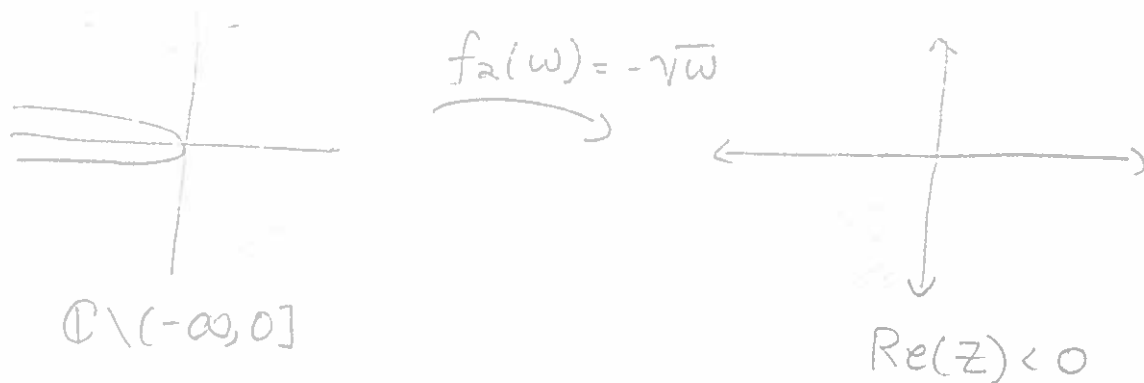 f₂(ω) = -√ω
ℂ\(-∞,0]
Re(z) < 0